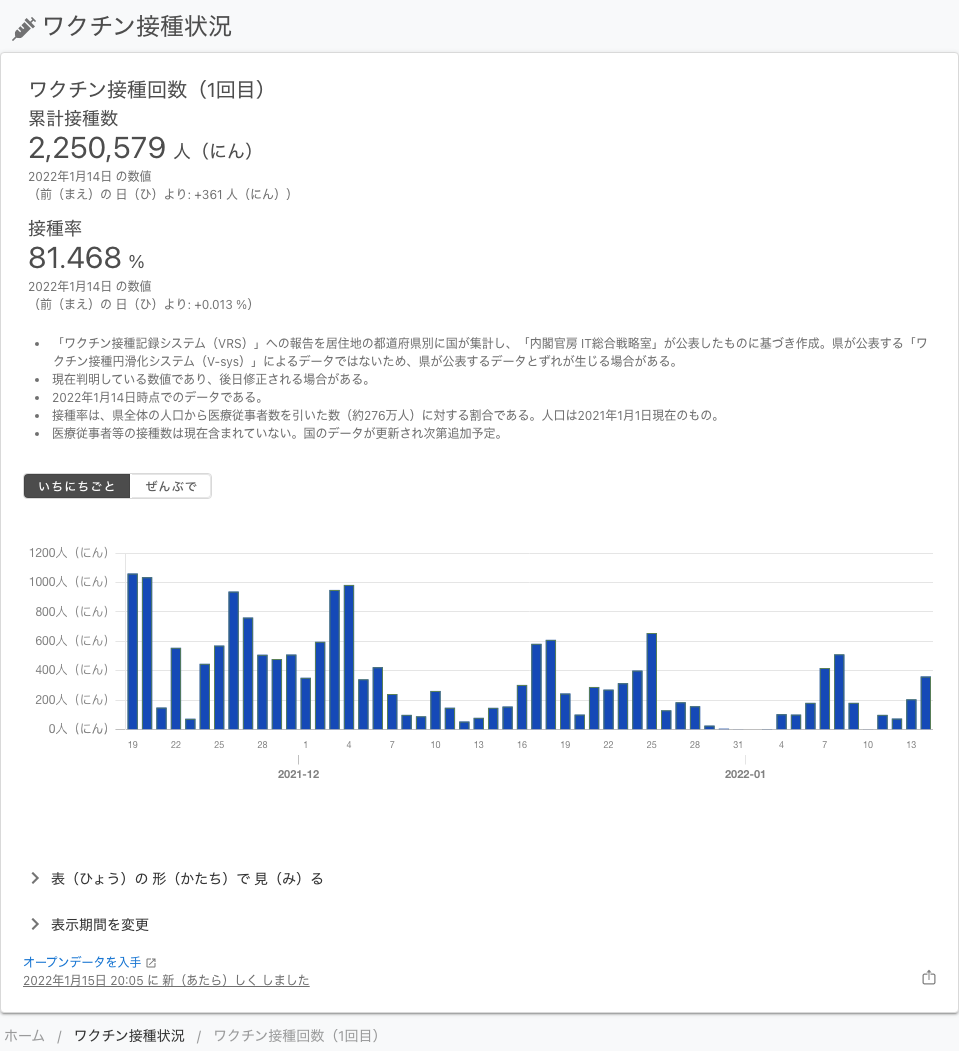 ワクチン接種状況
ワクチン接種回数（1回目）
累計接種数
2,250,579 人（にん）
2022年1月14日 の数値
（前（まえ）の 日（ひ）より: +361 人（にん））
接種率
81.468 %
2022年1月14日 の数値
（前（まえ）の 日（ひ）より: +0.013 %）
「ワクチン接種記録システム（VRS）」への報告を居住地の都道府県別に国が集計し、「内閣官房 IT総合戦略室」が公表したものに基づき作成。県が公表する「ワ
クチン接種円滑化システム（V-sys）」によるデータではないため、県が公表するデータとずれが生じる場合がある。
現在判明している数値であり、後日修正される場合がある。
2022年1月14日時点でのデータである。
接種率は、県全体の人口から医療従事者数を引いた数（約276万人）に対する割合である。人口は2021年1月1日現在のもの。
医療従事者等の接種数は現在含まれていない。国のデータが更新され次第追加予定。
いちにちごと ぜんぶで
1200人（にん）
1000人（にん）
800人（にん）
600人（にん）
400人（にん）
200人（にん）
0人（にん）
19 22 25 28 1 4 7 10 13 16 19 22 25 28 31 4 7 10 13
2021-12 2022-01
表（ひょう）の 形（かたち）で 見（み）る
表示期間を変更
オープンデータを入手
2022年1月15日 20:05 に 新（あたら）しく しました
ホーム / ワクチン接種状況 / ワクチン接種回数（1回目）